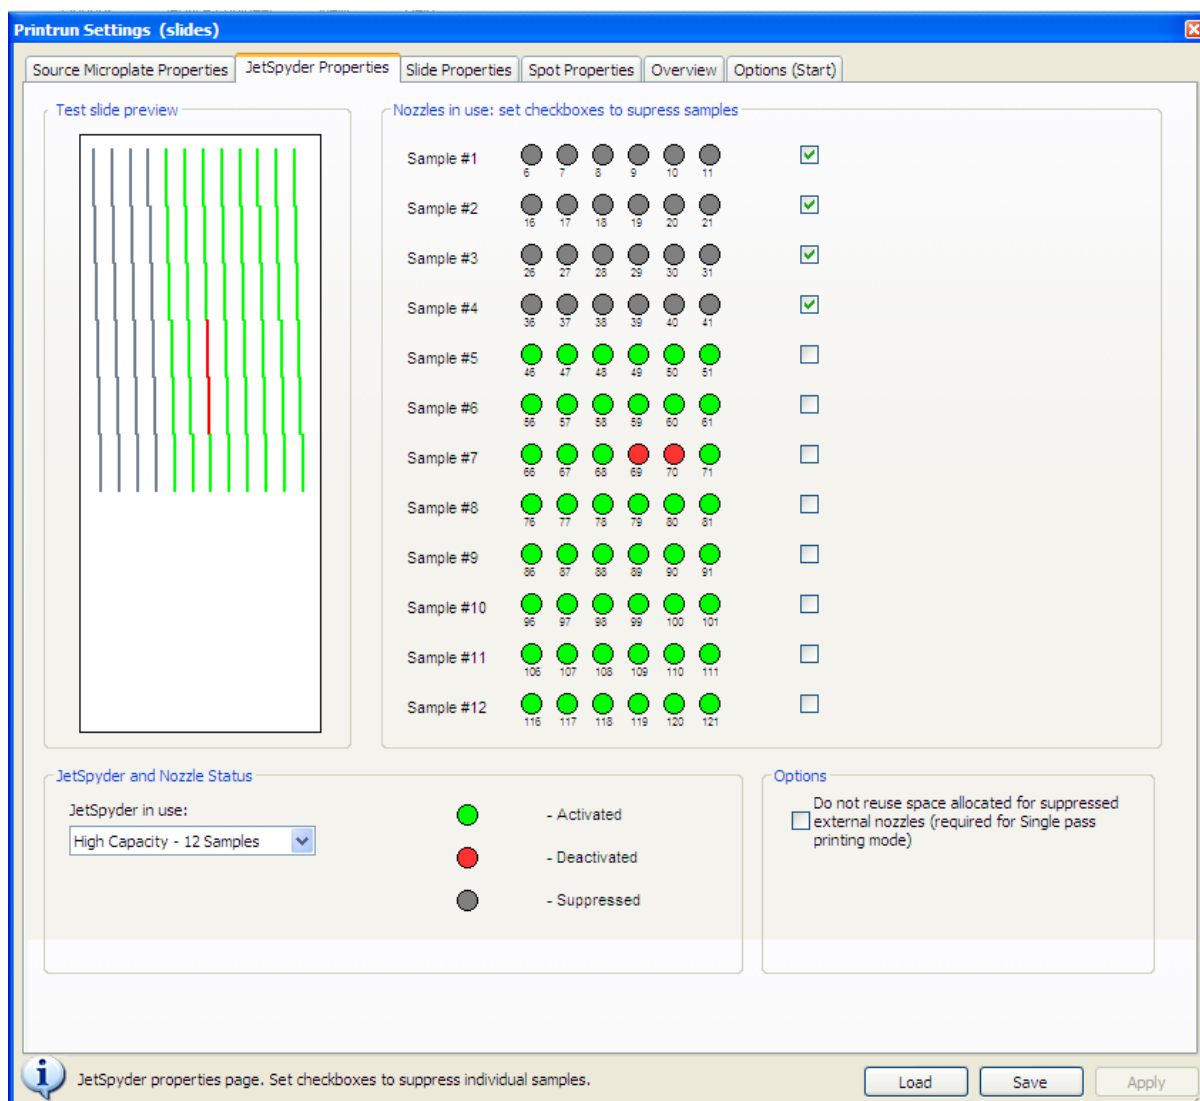 Printrun Settings (slides)
Source Microplate Properties JetSpyder Properties Slide Properties Spot Properties Overview Options (Start)
Test slide preview
Nozzles in use: set checkboxes to supress samples
Sample #1
6 7 8 9 10 11
Sample #2
16 17 18 19 20 21
Sample #3
26 27 28 29 30 31
Sample #4
36 37 38 39 40 41
Sample #5
46 47 48 49 50 51
Sample #6
56 57 58 59 60 61
Sample #7
66 67 68 69 70 71
Sample #8
76 77 78 79 80 81
Sample #9
86 87 88 89 90 91
Sample #10
96 97 98 99 100 101
Sample #11
106 107 108 109 110 111
Sample #12
116 117 118 119 120 121
JetSpyder and Nozzle Status
JetSpyder in use:
High Capacity - 12 Samples
- Activated
- Deactivated
- Suppressed
Options
Do not reuse space allocated for suppressed
external nozzles (required for Single pass
printing mode)
JetSpyder properties page. Set checkboxes to suppress individual samples.
Load Save Apply